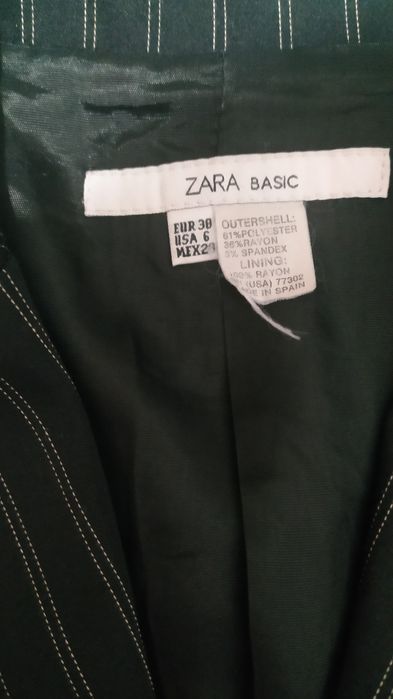 ZARA BASIC
EUR 38
USA 6
MEX
OUTERSHELL:
61%POLYESTER
36%RAYON
3% SPANDEX
LINING:
100% RAYON
(USA) 77302
IN SPAIN